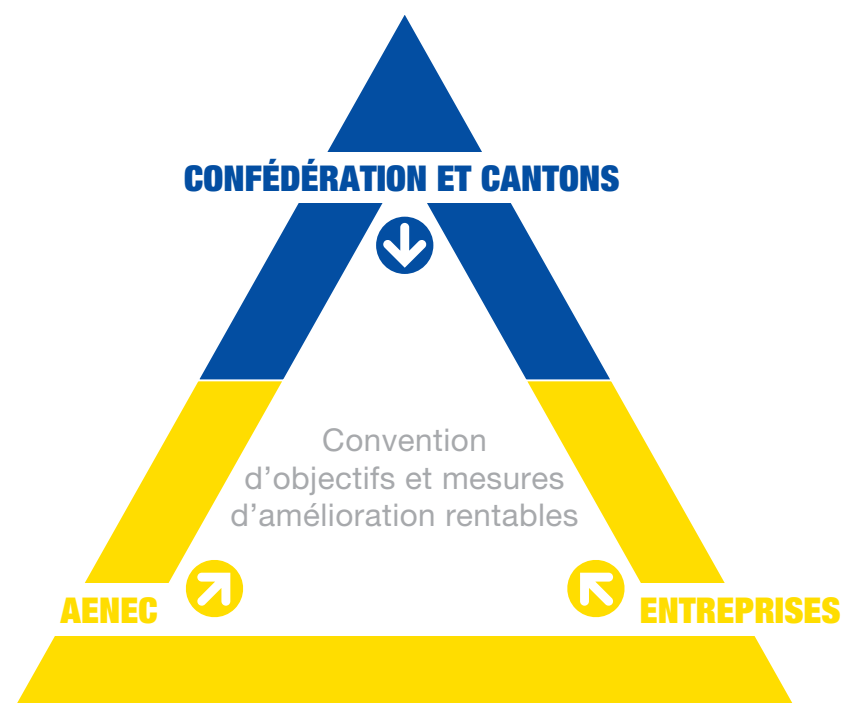 CONFÉDÉRATION ET CANTONS
Convention
d’objectifs et mesures
d’amélioration rentables
AENEC
ENTREPRISES